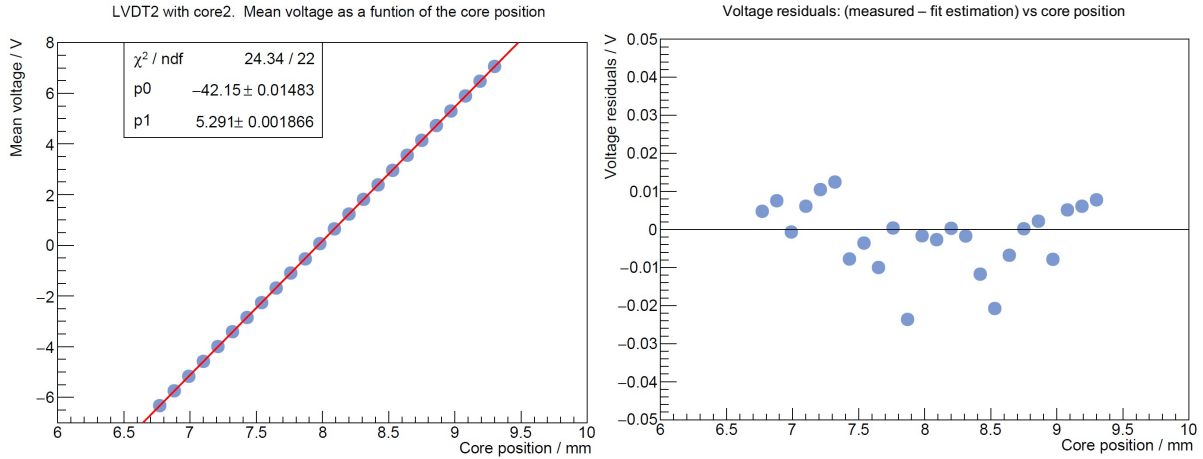 LVDT2 with core2. Mean voltage as a funtion of the core position
Mean voltage / V
8
6
4
2
0
−2
−4
−6
χ² / ndf 24.34 / 22
p0 −42.15 ± 0.01483
p1 5.291± 0.001866
6 6.5 7 7.5 8 8.5 9 9.5 10
Core position / mm
Voltage residuals: (measured – fit estimation) vs core position
Voltage residuals / V
0.05
0.04
0.03
0.02
0.01
0
−0.01
−0.02
−0.03
−0.04
−0.05
6 6.5 7 7.5 8 8.5 9 9.5 10
Core position / mm